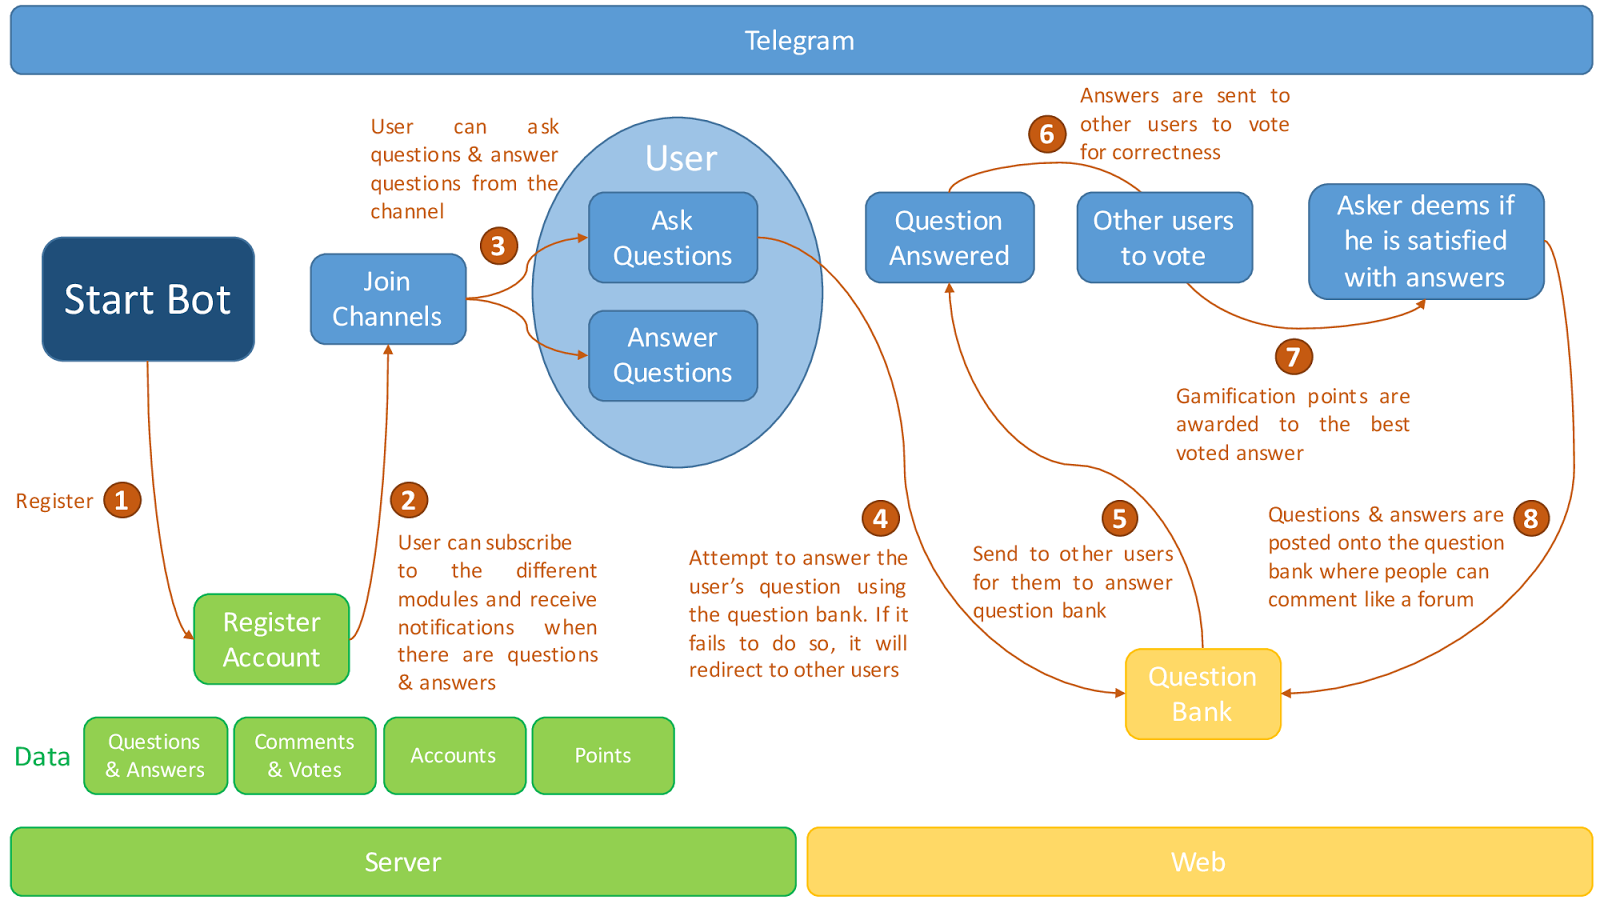 Telegram
User can ask
questions & answer
questions from the
channel
3
User
Ask
Questions
Answer
Questions
Start Bot
Join
Channels
6
Answers are sent to
other users to vote
for correctness
Question
Answered
Other users
to vote
Asker deems if
he is satisfied
with answers
7
Gamification points are
awarded to the best
voted answer
Register
1
2
User can subscribe
to the different
modules and receive
notifications when
there are questions
& answers
Register
Account
4
Attempt to answer the
user's question using
the question bank. If it
fails to do so, it will
redirect to other users
5
Send to other users
for them to answer
question bank
8
Questions & answers are
posted onto the question
bank where people can
comment like a forum
Question
Bank
Data
Questions
& Answers
Comments
& Votes
Accounts
Points
Server
Web